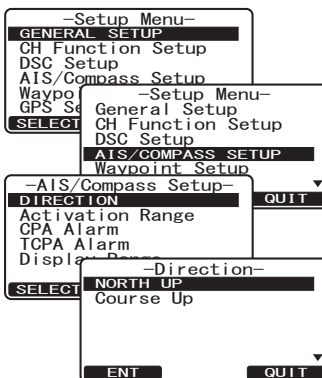 –Setup Menu–
GENERAL SETUP
CH Function Setup
DSC Setup
AIS/Compass Setup
GPS
SELECT
–Setup Menu–
General Setup
CH Function Setup
DSC Setup
AIS/COMPASS SETUP
Waypoint Setup
QUIT
–AIS/Compass Setup–
DIRECTION
Activation Range
CPA Alarm
TCPA Alarm
Display Range
SELECT
–Direction–
NORTH UP
Course Up
ENT
QUIT